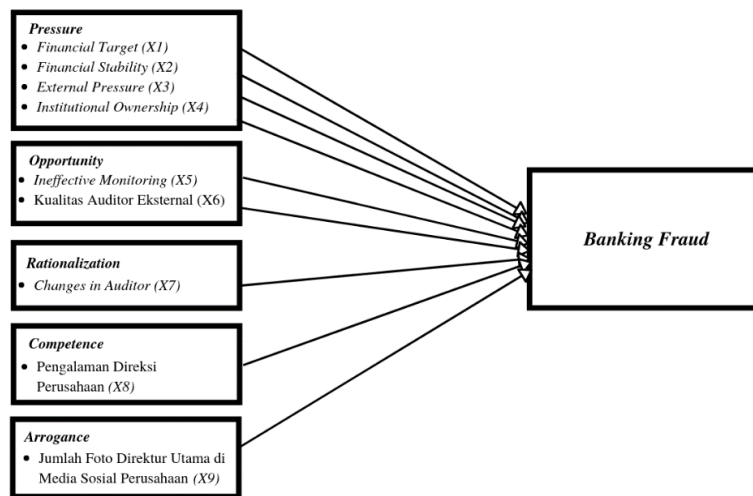 Pressure
• Financial Target (X1)
• Financial Stability (X2)
• External Pressure (X3)
• Institutional Ownership (X4)
Opportunity
• Ineffective Monitoring (X5)
• Kualitas Auditor Eksternal (X6)
Rationalization
• Changes in Auditor (X7)
Competence
• Pengalaman Direksi
Perusahaan (X8)
Arrogance
• Jumlah Foto Direktur Utama di
Media Sosial Perusahaan (X9)
Banking Fraud